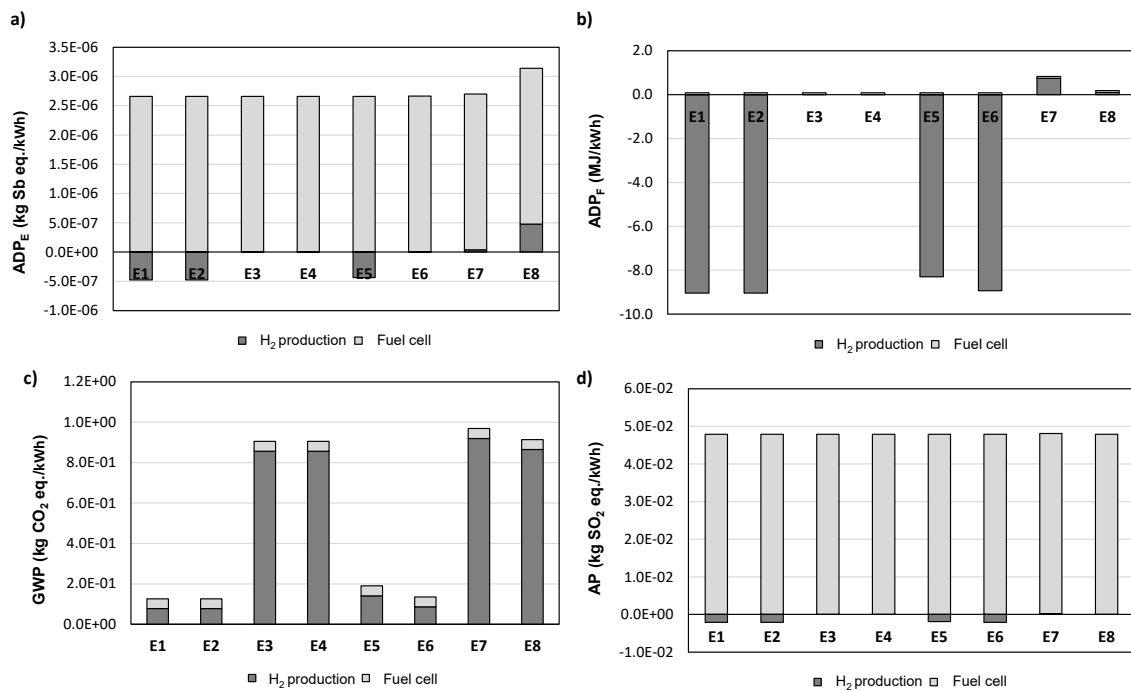 a)
ADP_E (kg Sb eq./kWh)
3.5E-06
3.0E-06
2.5E-06
2.0E-06
1.5E-06
1.0E-06
5.0E-07
0.0E+00
-5.0E-07
-1.0E-06
E1 E2 E3 E4 E5 E6 E7 E8
H₂ production Fuel cell
b)
ADP_F (MJ/kWh)
2.0
0.0
-2.0
-4.0
-6.0
-8.0
-10.0
E1 E2 E3 E4 E5 E6 E7 E8
H₂ production Fuel cell
c)
GWP (kg CO₂ eq./kWh)
1.2E+00
1.0E+00
8.0E-01
6.0E-01
4.0E-01
2.0E-01
0.0E+00
E1 E2 E3 E4 E5 E6 E7 E8
H₂ production Fuel cell
d)
AP (kg SO₂ eq./kWh)
6.0E-02
5.0E-02
4.0E-02
3.0E-02
2.0E-02
1.0E-02
0.0E+00
-1.0E-02
E1 E2 E3 E4 E5 E6 E7 E8
H₂ production Fuel cell